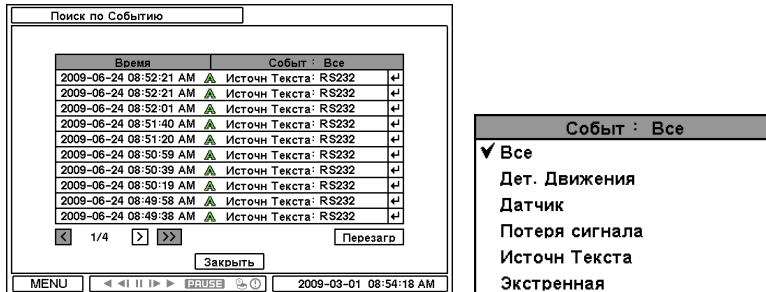 Поиск по Событию
Время Событ : Все
2009-06-24 08:52:21 AM Источн Текста: RS232
2009-06-24 08:52:21 AM Источн Текста: RS232
2009-06-24 08:52:01 AM Источн Текста: RS232
2009-06-24 08:51:40 AM Источн Текста: RS232
2009-06-24 08:51:20 AM Источн Текста: RS232
2009-06-24 08:50:59 AM Источн Текста: RS232
2009-06-24 08:50:39 AM Источн Текста: RS232
2009-06-24 08:50:19 AM Источн Текста: RS232
2009-06-24 08:49:58 AM Источн Текста: RS232
2009-06-24 08:49:38 AM Источн Текста: RS232
< 1/4 > >> Перезагр
Закрыть
MENU PAUSE 2009-03-01 08:54:18 AM
Событ : Все
Все
Дет. Движения
Датчик
Потеря сигнала
Источн Текста
Экстренная